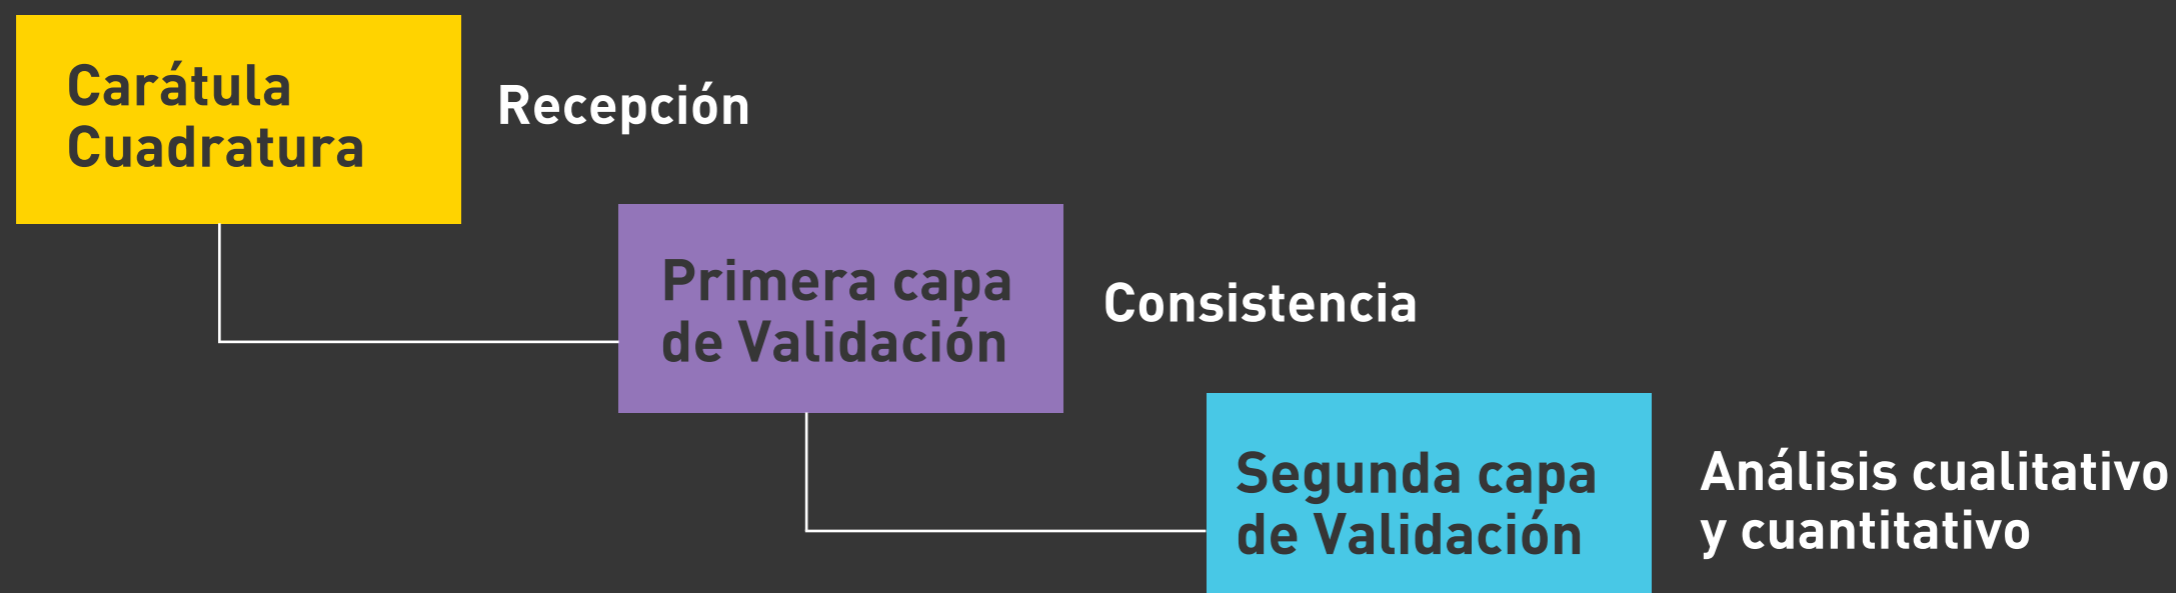 Carátula
Cuadratura
Recepción
Primera capa
de Validación
Consistencia
Segunda capa
de Validación
Análisis cualitativo
y cuantitativo